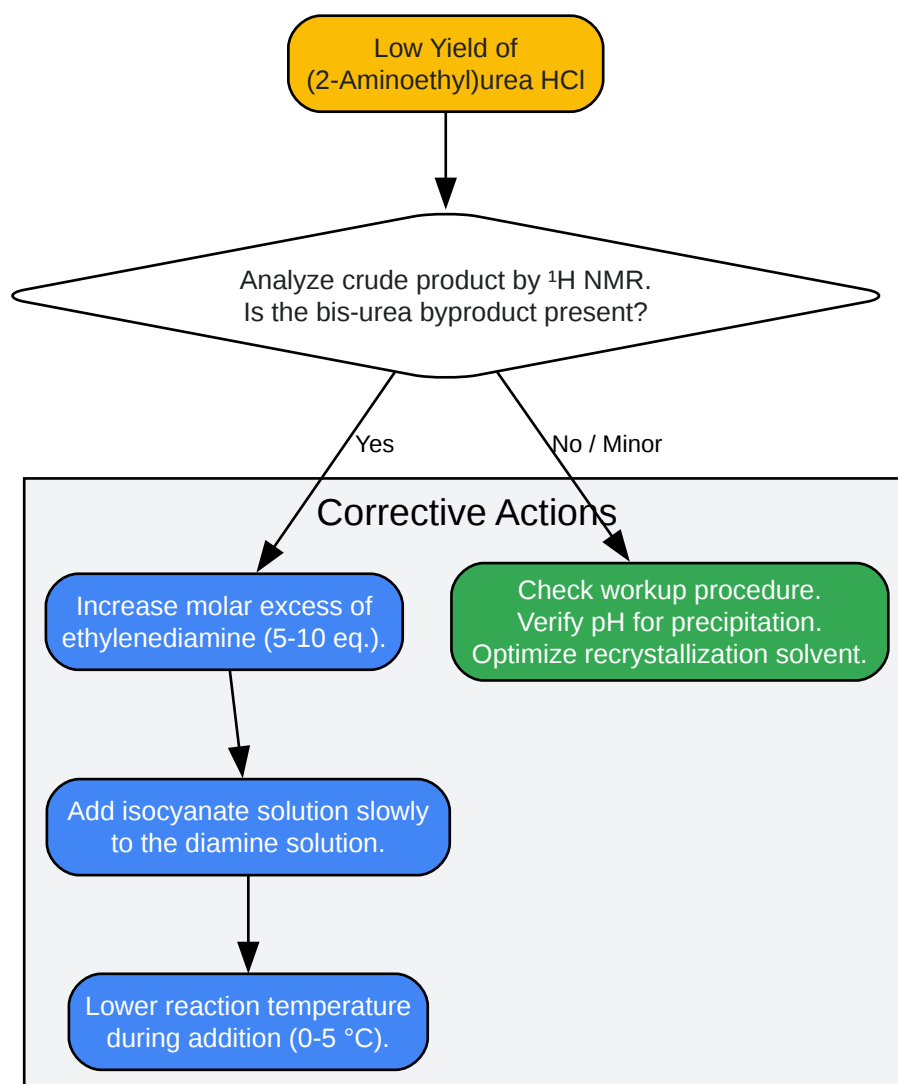 Low Yield of
(2-Aminoethyl)urea HCl
Analyze crude product by ¹H NMR.
Is the bis-urea byproduct present?
Yes
No / Minor
Corrective Actions
Increase molar excess of
ethylenediamine (5-10 eq.).
Check workup procedure.
Verify pH for precipitation.
Optimize recrystallization solvent.
Add isocyanate solution slowly
to the diamine solution.
Lower reaction temperature
during addition (0-5 °C).